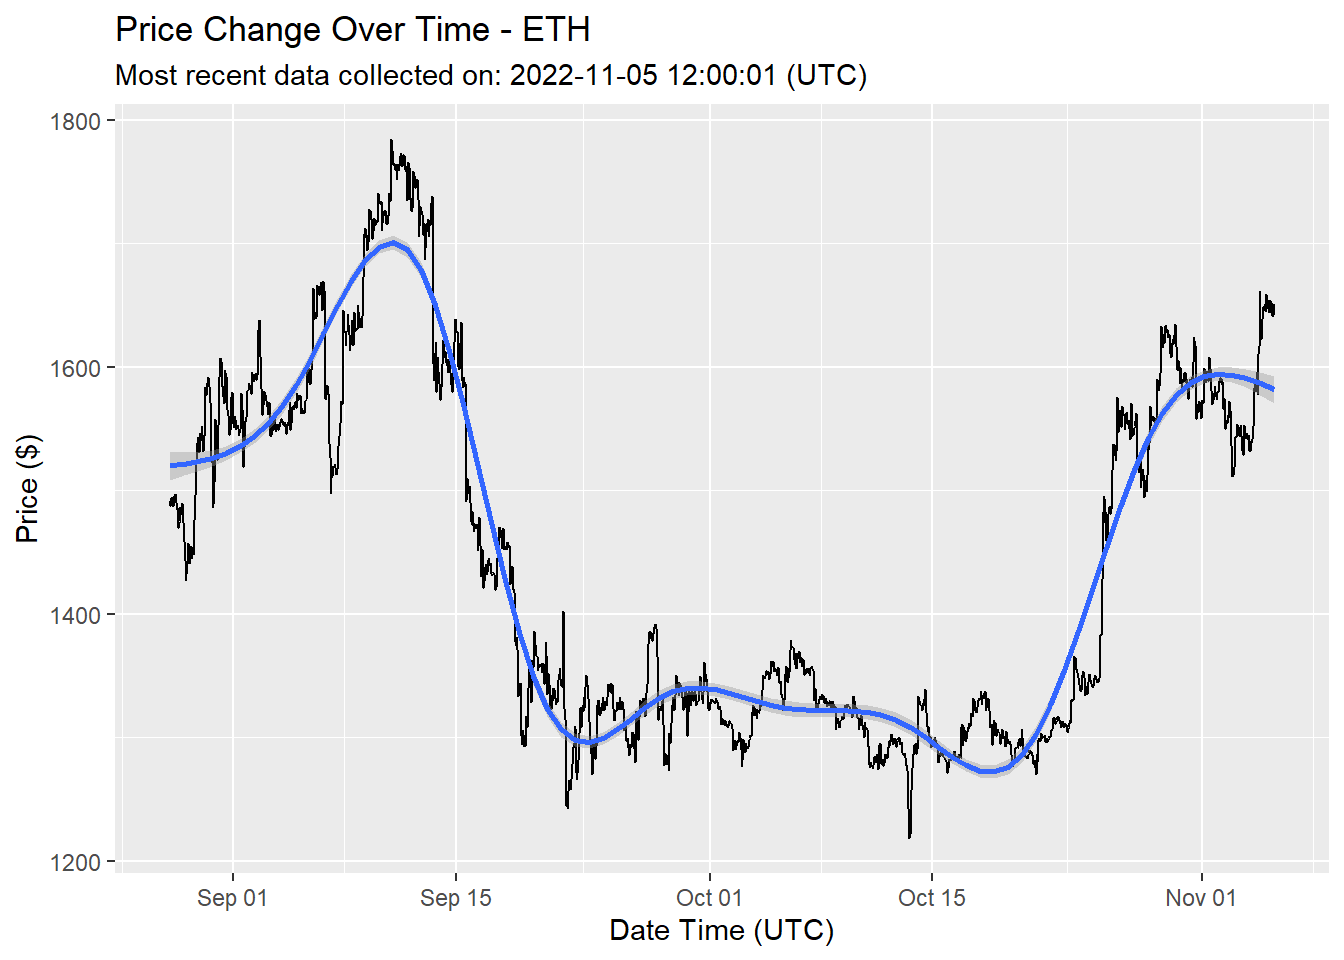 Price Change Over Time - ETH
Most recent data collected on: 2022-11-05 12:00:01 (UTC)
Price ($)
1800
1600
1400
1200
Sep 01
Sep 15
Oct 01
Oct 15
Nov 01
Date Time (UTC)